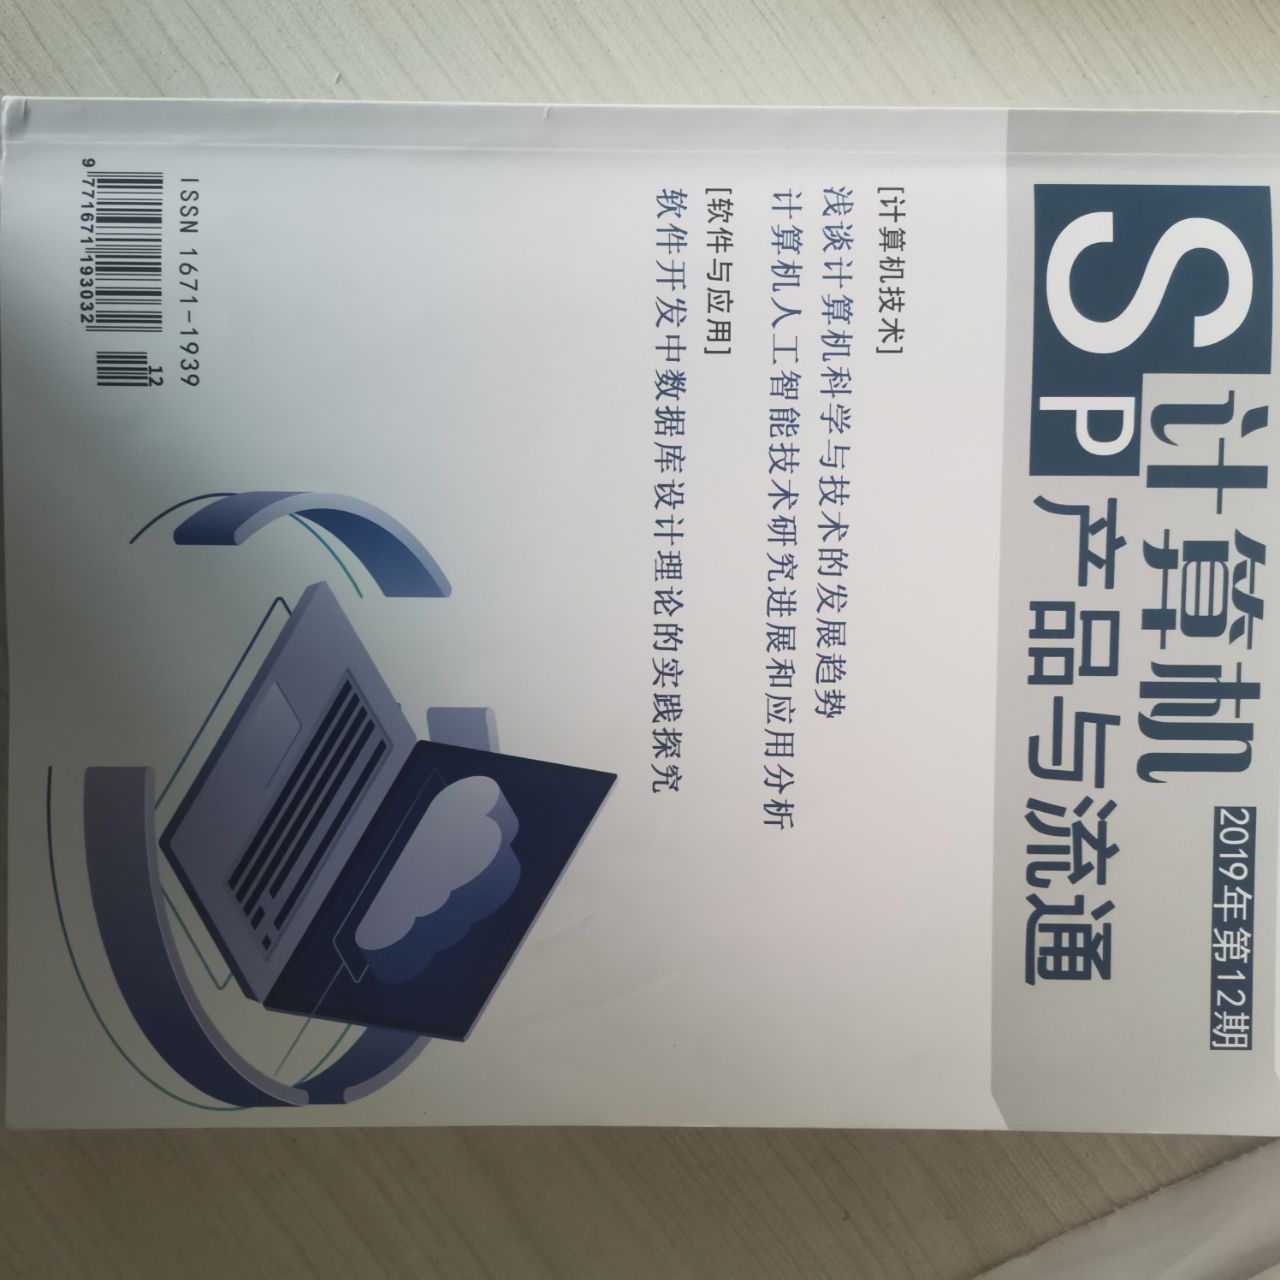 SP
计算机
产品与流通
2019年第12期
[计算机技术]
浅谈计算机科学与技术的发展趋势
计算机人工智能技术研究进展和应用分析
[软件与应用]
软件开发中数据库设计理论的实践探究
ISSN 1671-1939
12
9 771671 193032